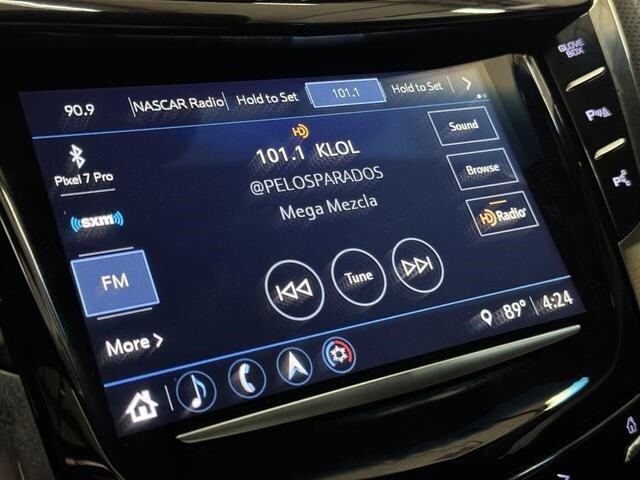 90.9 NASCAR Radio Hold to Set 101.1 Hold to Set
GLOVE BOX
Pixel 7 Pro
HD
101.1 KLOL
@PELOSPARADOS
Mega Mezcla
Sound
Browse
HD Radio
((sxm))
FM
Tune
More
89° 4:24